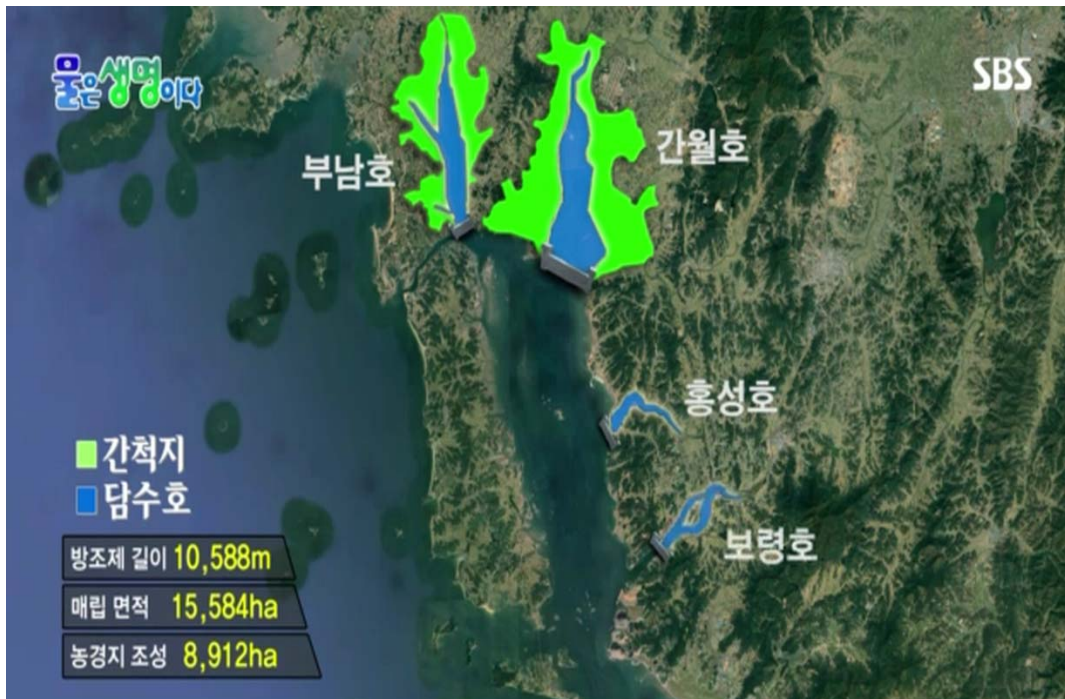 물은 생명이다
SBS
부남호
간월호
홍성호
보령호
간척지
담수호
방조제 길이 10,588m
매립 면적 15,584ha
농경지 조성 8,912ha